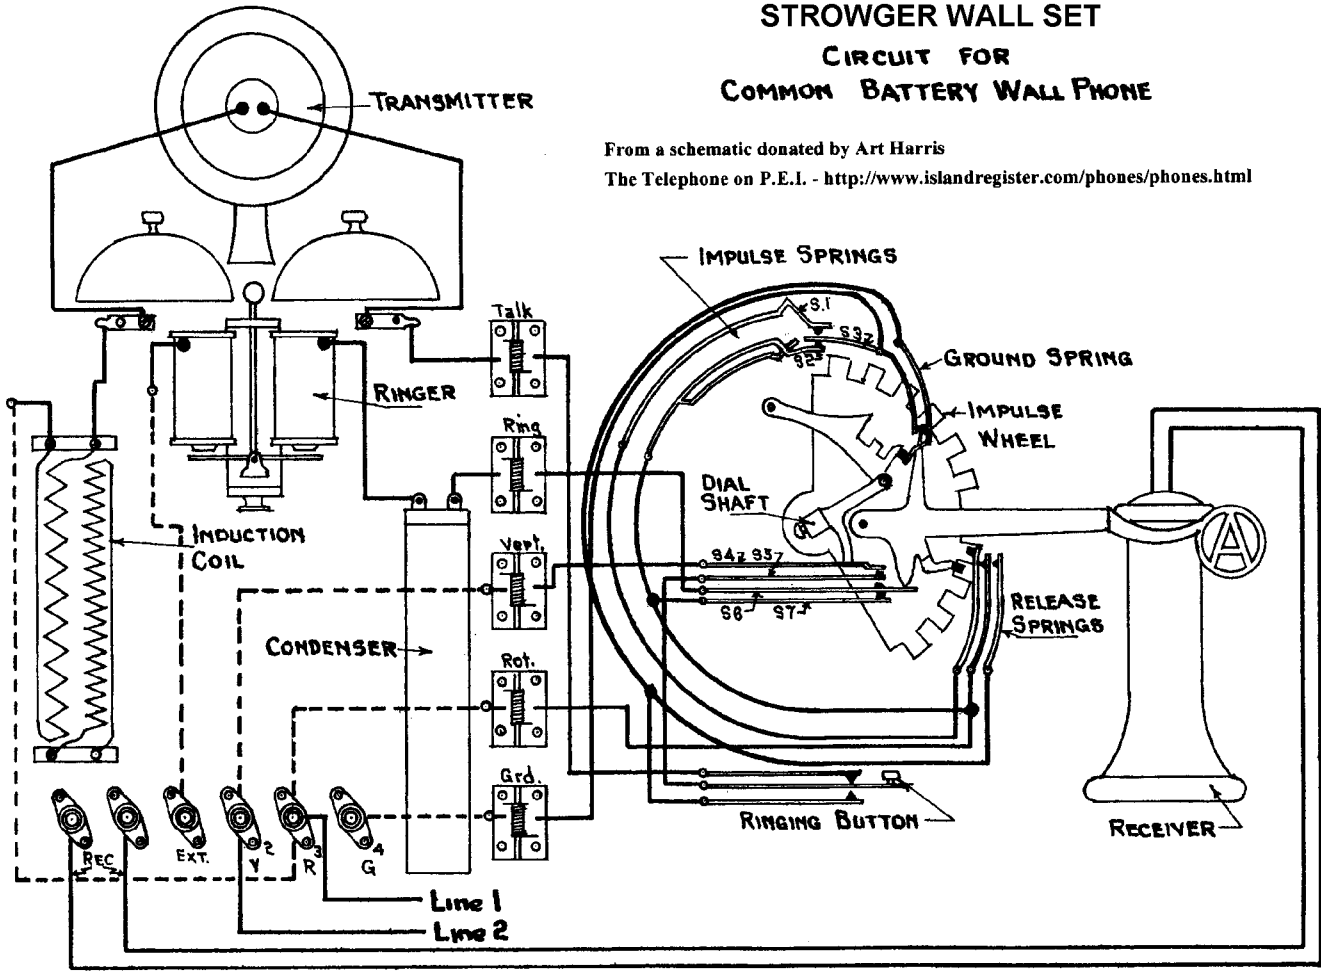 STROWGER WALL SET
CIRCUIT FOR
COMMON BATTERY WALL PHONE
From a schematic donated by Art Harris
The Telephone on P.E.I. - http://www.islandregister.com/phones/phones.html
TRANSMITTER
IMPULSE SPRINGS
S.1
Talk
S3
S2
GROUND SPRING
RINGER
IMPULSE
WHEEL
Ring
DIAL
SHAFT
INDUCTION
COIL
Vert.
S4 S5
A
S6 S7
RELEASE
SPRINGS
CONDENSER
Rot.
Grd.
RINGING BUTTON
RECEIVER
REC
EXT.
V 2
R 3
G 4
Line 1
Line 2